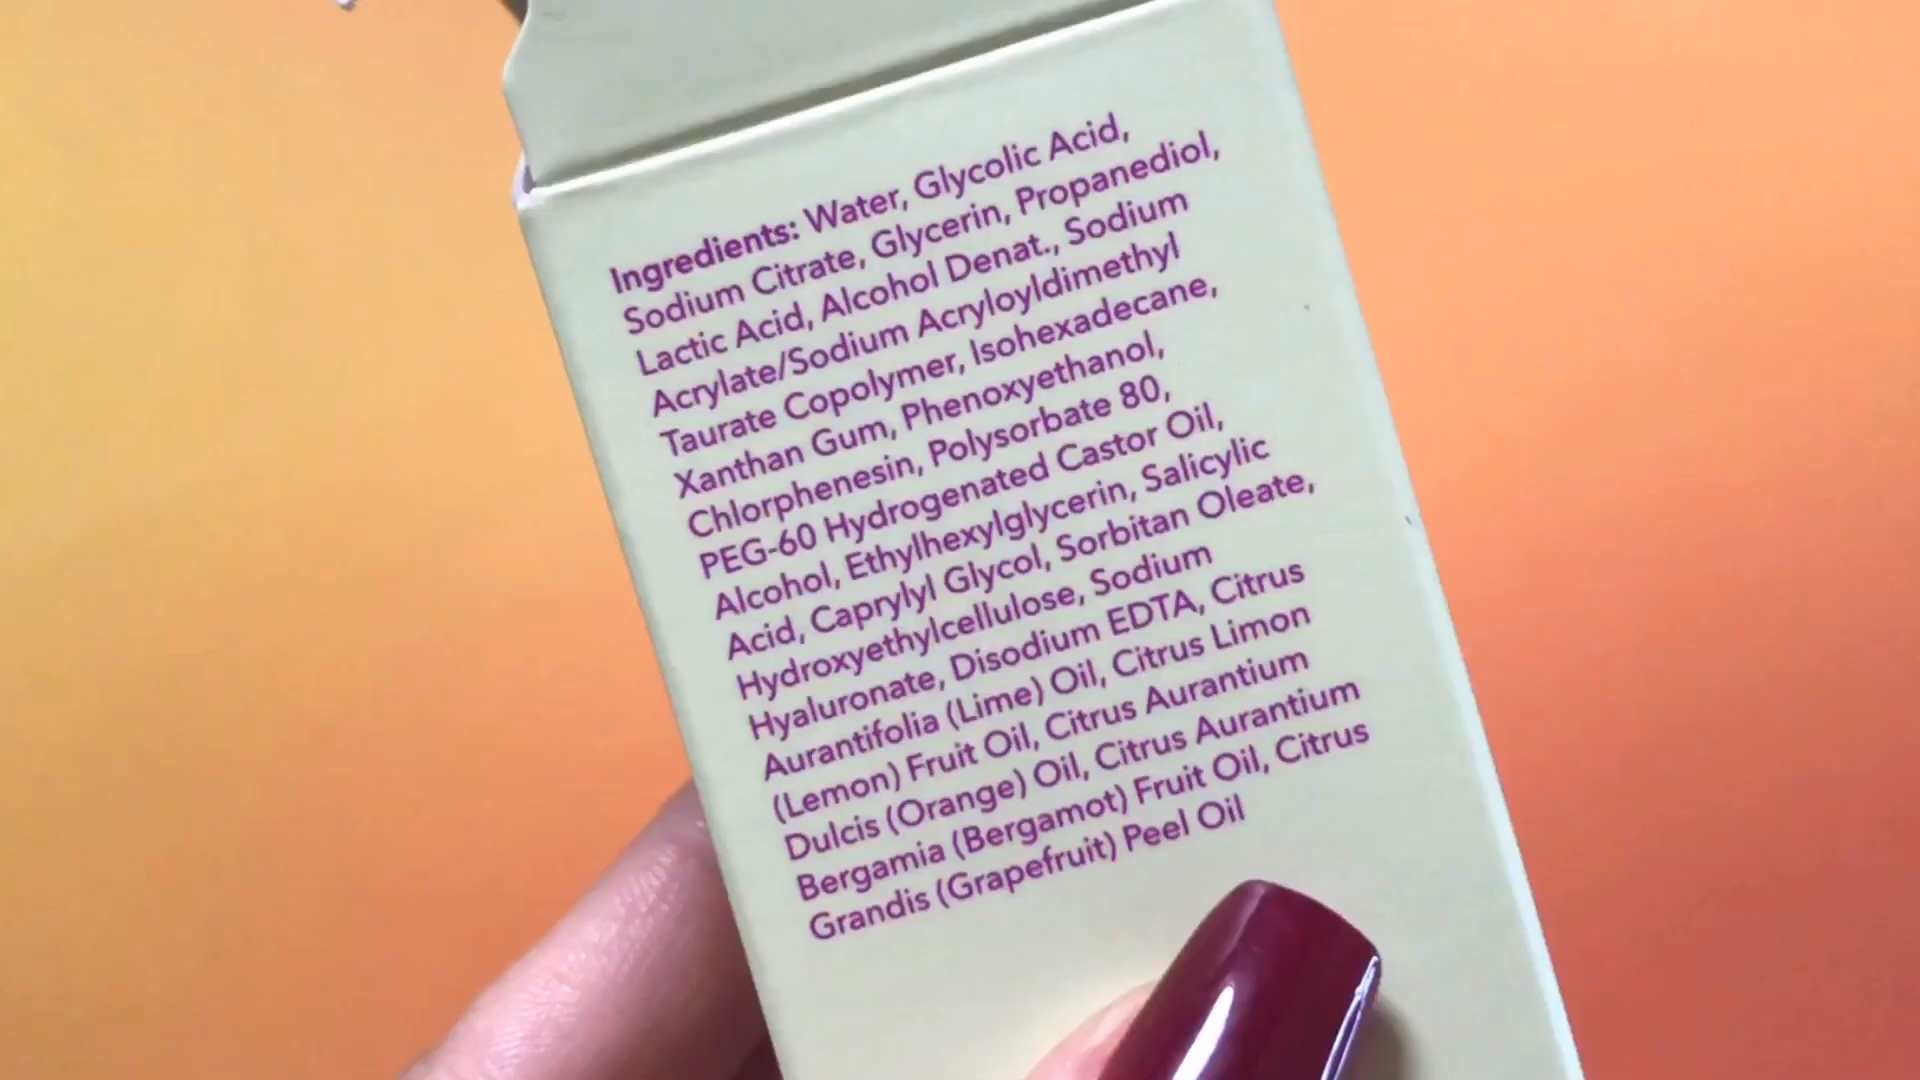 Ingredients: Water, Glycolic Acid,
Sodium Citrate, Glycerin, Propanediol,
Lactic Acid, Alcohol Denat., Sodium
Acrylate/Sodium Acryloyldimethyl
Taurate Copolymer, Isohexadecane,
Xanthan Gum, Phenoxyethanol,
Chlorphenesin, Polysorbate 80,
PEG-60 Hydrogenated Castor Oil,
Alcohol, Ethylhexylglycerin, Salicylic
Acid, Caprylyl Glycol, Sorbitan Oleate,
Hydroxyethylcellulose, Sodium
Hyaluronate, Disodium EDTA, Citrus
Aurantifolia (Lime) Oil, Citrus Limon
(Lemon) Fruit Oil, Citrus Aurantium
Dulcis (Orange) Oil, Citrus Aurantium
Bergamia (Bergamot) Fruit Oil, Citrus
Grandis (Grapefruit) Peel Oil